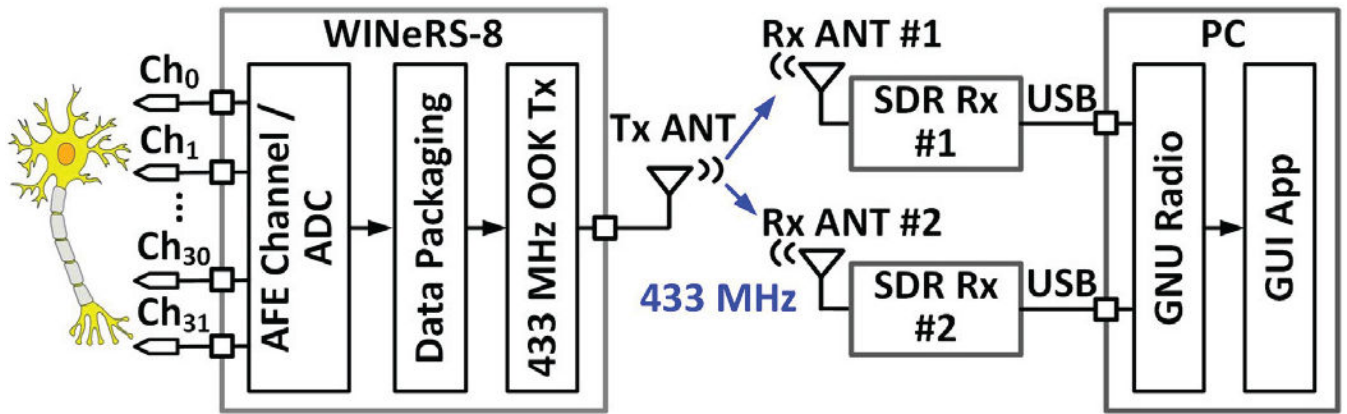 WINeRS-8
Ch0
Ch1
...
Ch30
Ch31
AFE Channel /
ADC
Data Packaging
433 MHz OOK Tx
Tx ANT
Rx ANT #1
SDR Rx
#1
USB
Rx ANT #2
433 MHz
SDR Rx
#2
USB
PC
GNU Radio
GUI App